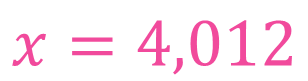 x = 4,012